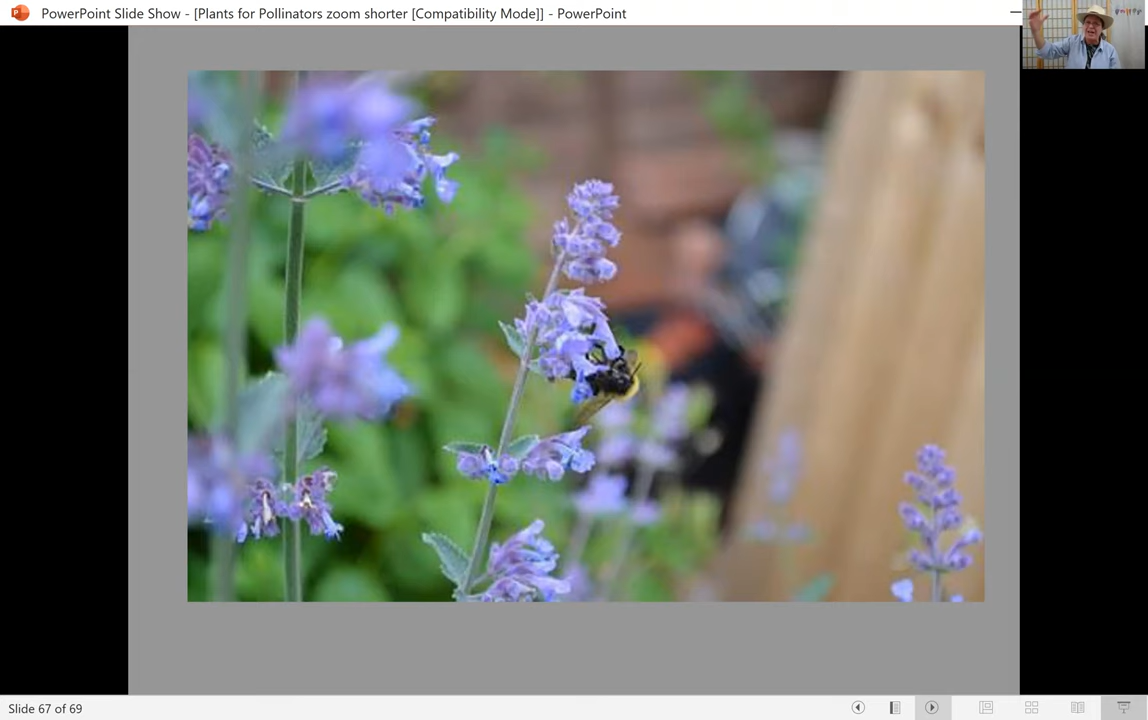 PowerPoint Slide Show - [Plants for Pollinators zoom shorter [Compatibility Mode]] - PowerPoint
Slide 67 of 69